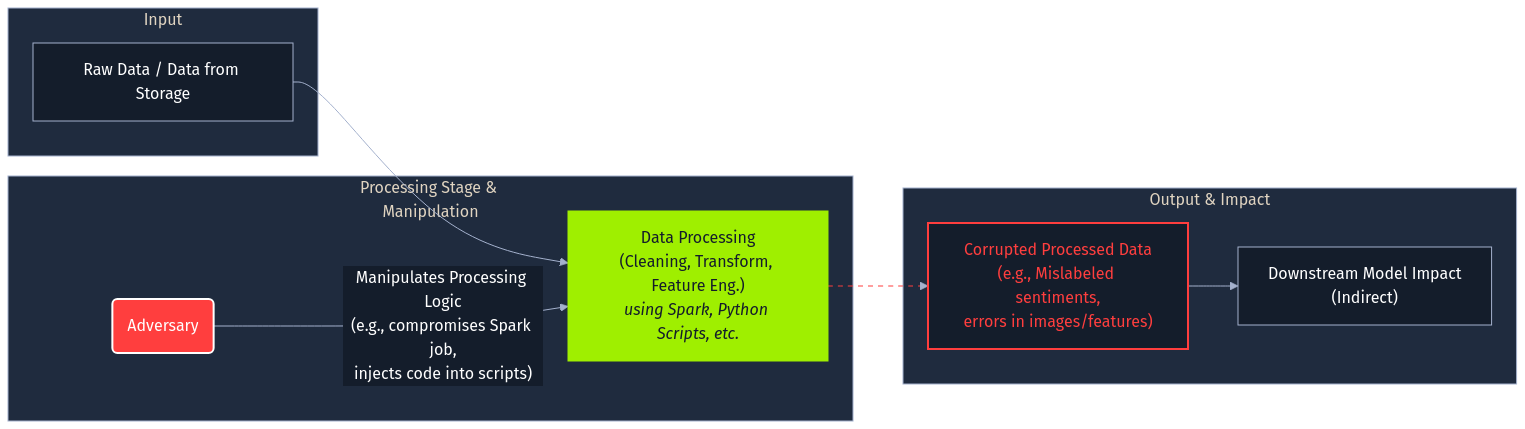 Input
Raw Data / Data from
Storage
Processing Stage &
Manipulation
Adversary
Manipulates Processing
Logic
(e.g., compromises Spark
job,
injects code into scripts)
Data Processing
(Cleaning, Transform,
Feature Eng.)
using Spark, Python
Scripts, etc.
Output & Impact
Corrupted Processed Data
(e.g., Mislabeled
sentiments,
errors in images/features)
Downstream Model Impact
(Indirect)